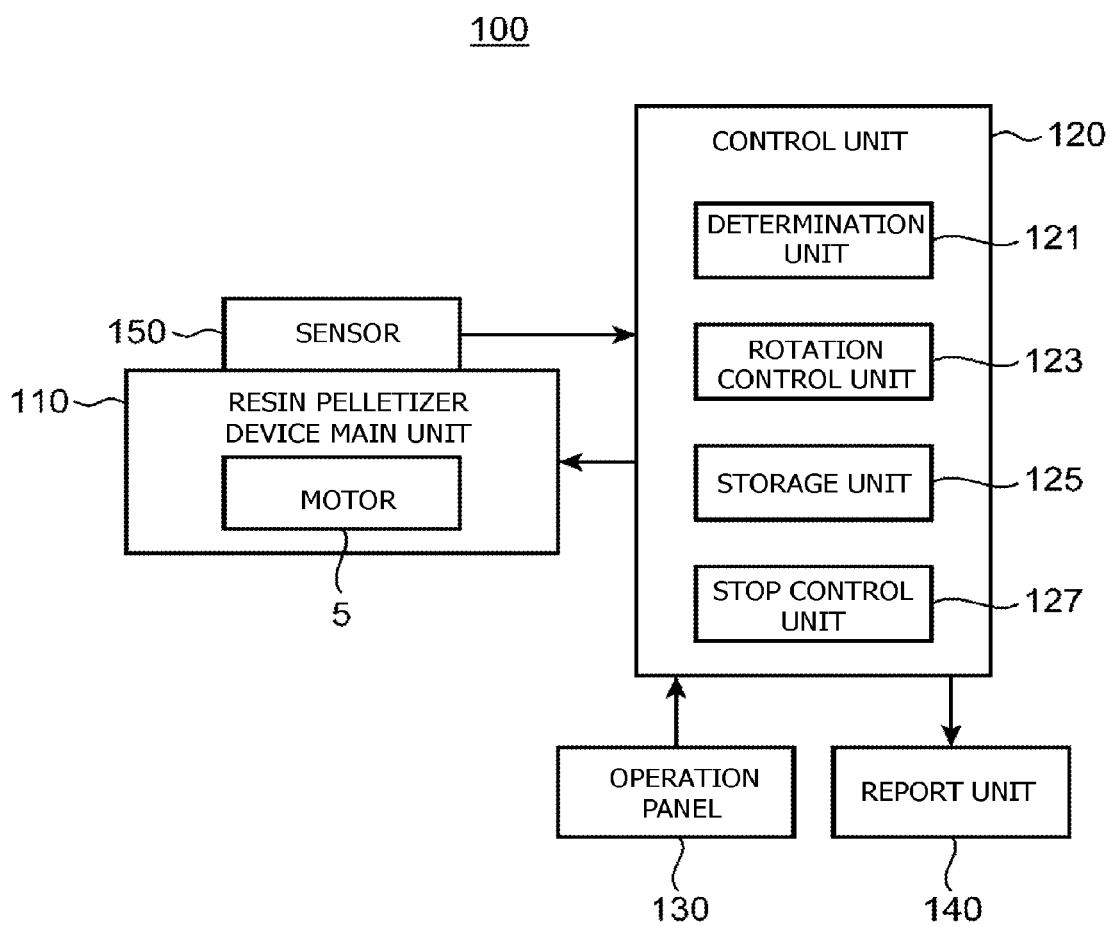 100
CONTROL UNIT
120
DETERMINATION
UNIT
121
150
SENSOR
ROTATION
CONTROL UNIT
123
110
RESIN PELLETIZER
DEVICE MAIN UNIT
MOTOR
5
STORAGE UNIT
125
STOP CONTROL
UNIT
127
OPERATION
PANEL
130
REPORT UNIT
140